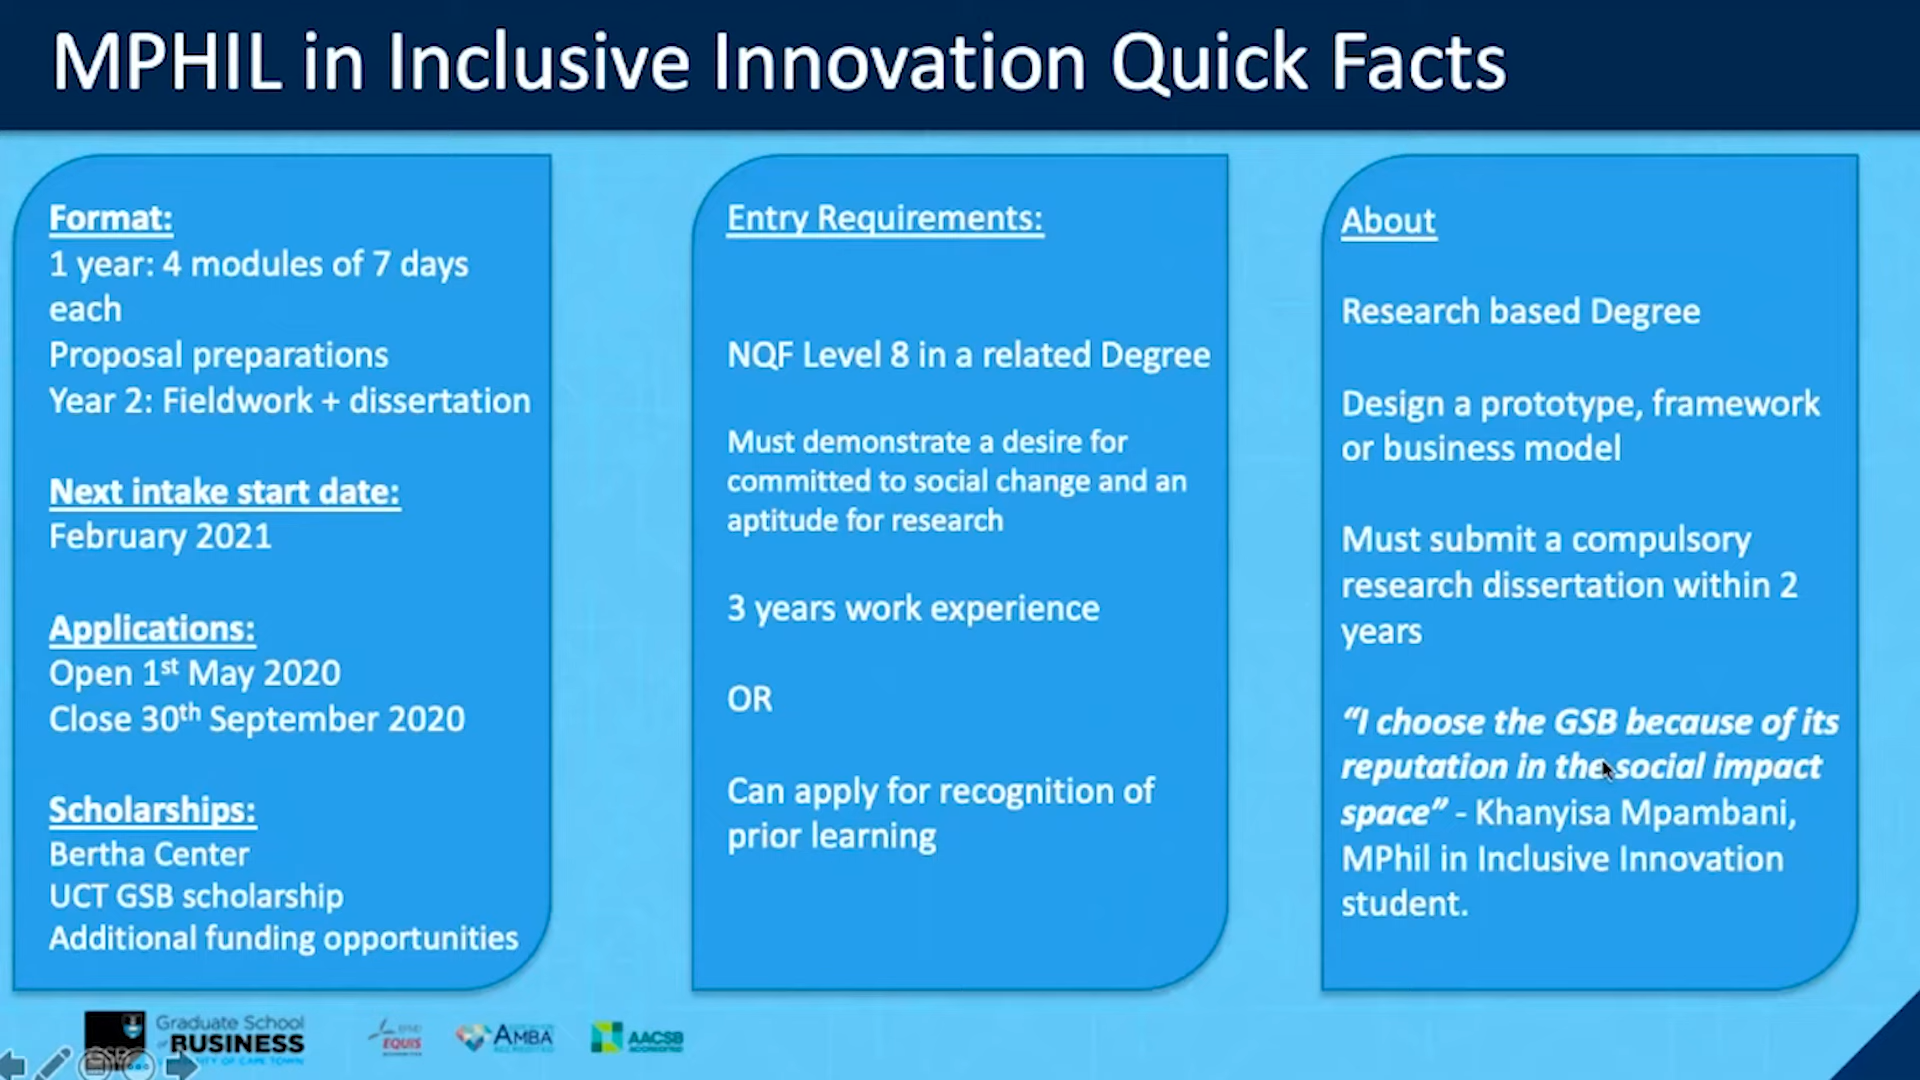 MPHIL in Inclusive Innovation Quick Facts
Format:
1 year: 4 modules of 7 days
each
Proposal preparations
Year 2: Fieldwork + dissertation
Next intake start date:
February 2021
Applications:
Open 1st May 2020
Close 30th September 2020
Scholarships:
Bertha Center
UCT GSB scholarship
Additional funding opportunities
Entry Requirements:
NQF Level 8 in a related Degree
Must demonstrate a desire for
committed to social change and an
aptitude for research
3 years work experience
OR
Can apply for recognition of
prior learning
About
Research based Degree
Design a prototype, framework
or business model
Must submit a compulsory
research dissertation within 2
years
“I choose the GSB because of its
reputation in the social impact
space” - Khanyisa Mpambani,
MPhil in Inclusive Innovation
student.
Graduate School
BUSINESS
OF CAPE TOWN
EFMD
EQUIS
AMBA
ACCREDITED
AACSB
ACCREDITED